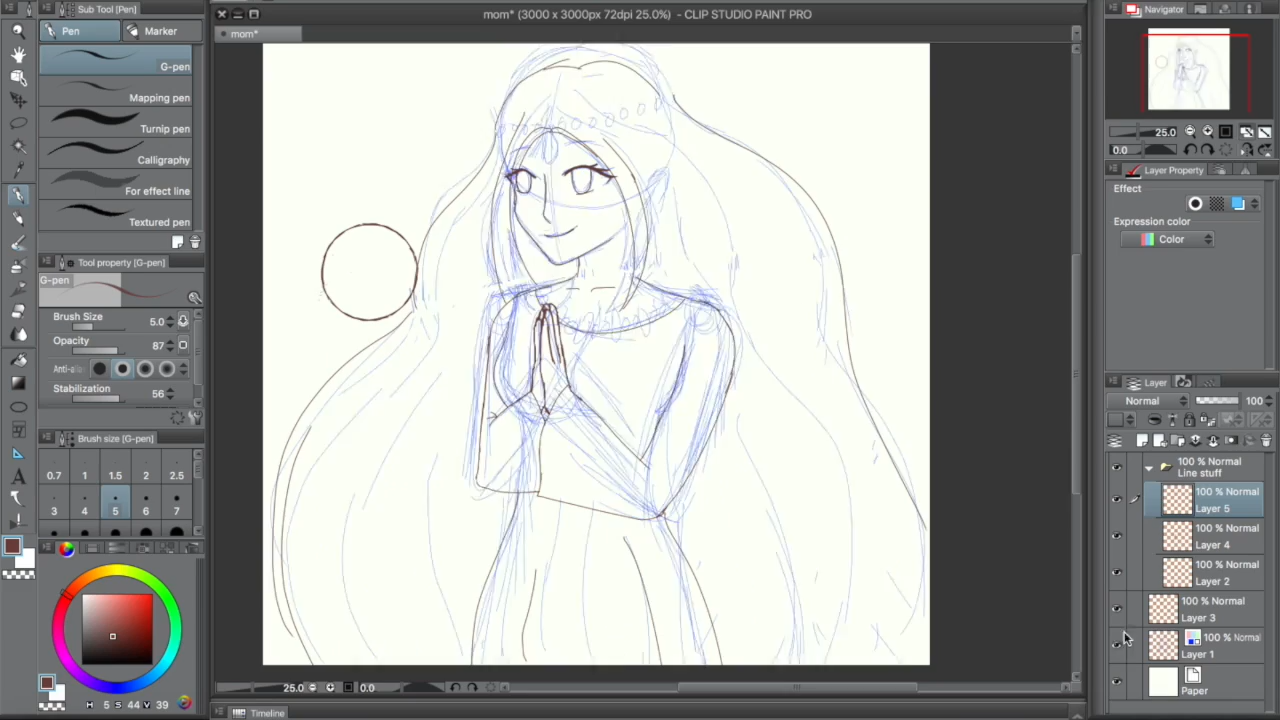 Sub Tool [Pen]
mom* (3000 x 3000px 72dpi 25.0%) - CLIP STUDIO PAINT PRO
Navigator
Pen
Marker
mom*
G-pen
Mapping pen
Turnip pen
Calligraphy
For effect line
Textured pen
25.0
0.0
Layer Property
Effect
Expression color
Color
Tool property [G-pen]
G-pen
Brush Size
5.0
Opacity
87
Anti-alia
Stabilization
56
Brush size [G-pen]
0.7 1 1.5 2 2.5
3 4 5 6 7
Layer
Normal 100
100 % Normal
Line stuff
100 % Normal
Layer 5
100 % Normal
Layer 4
100 % Normal
Layer 2
100 % Normal
Layer 3
100 % Normal
Layer 1
Paper
25.0 0.0
H 5 S 44 V 39
Timeline